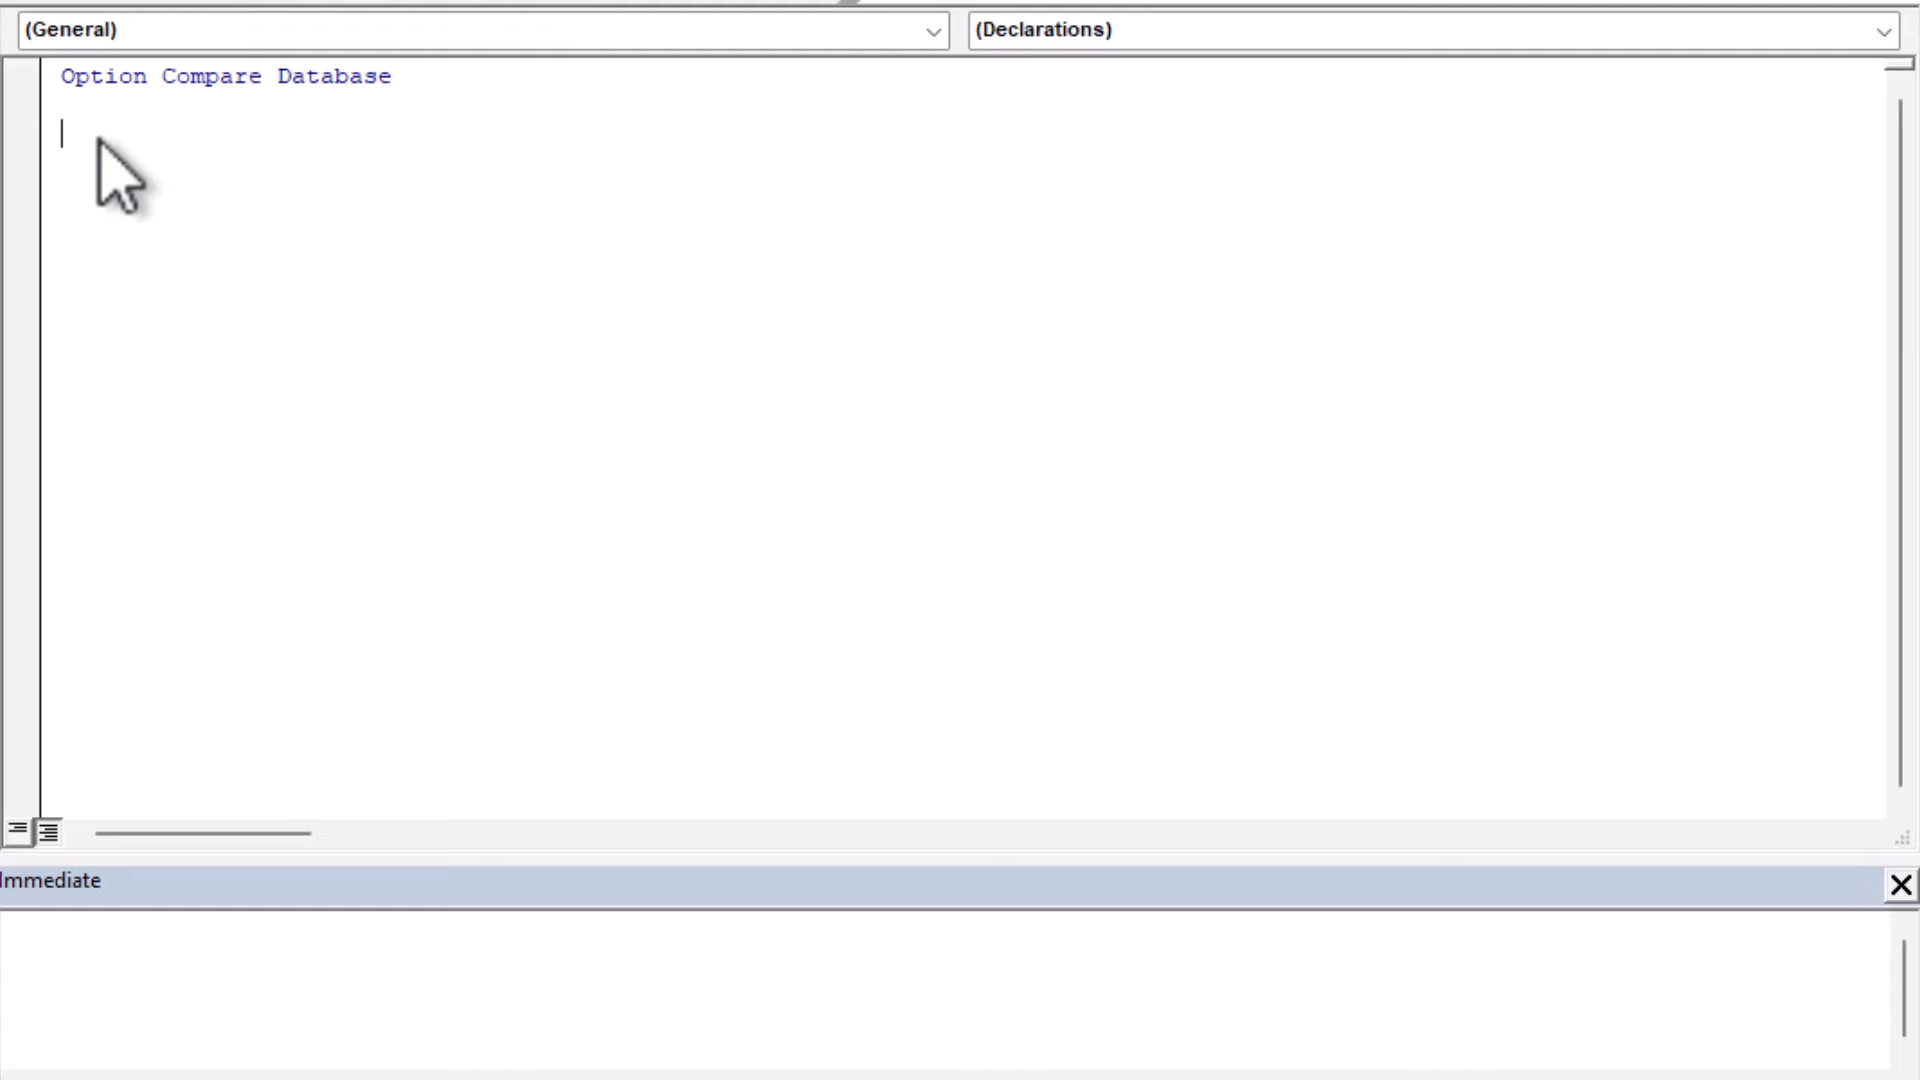 (General)
(Declarations)
Option Compare Database
Immediate